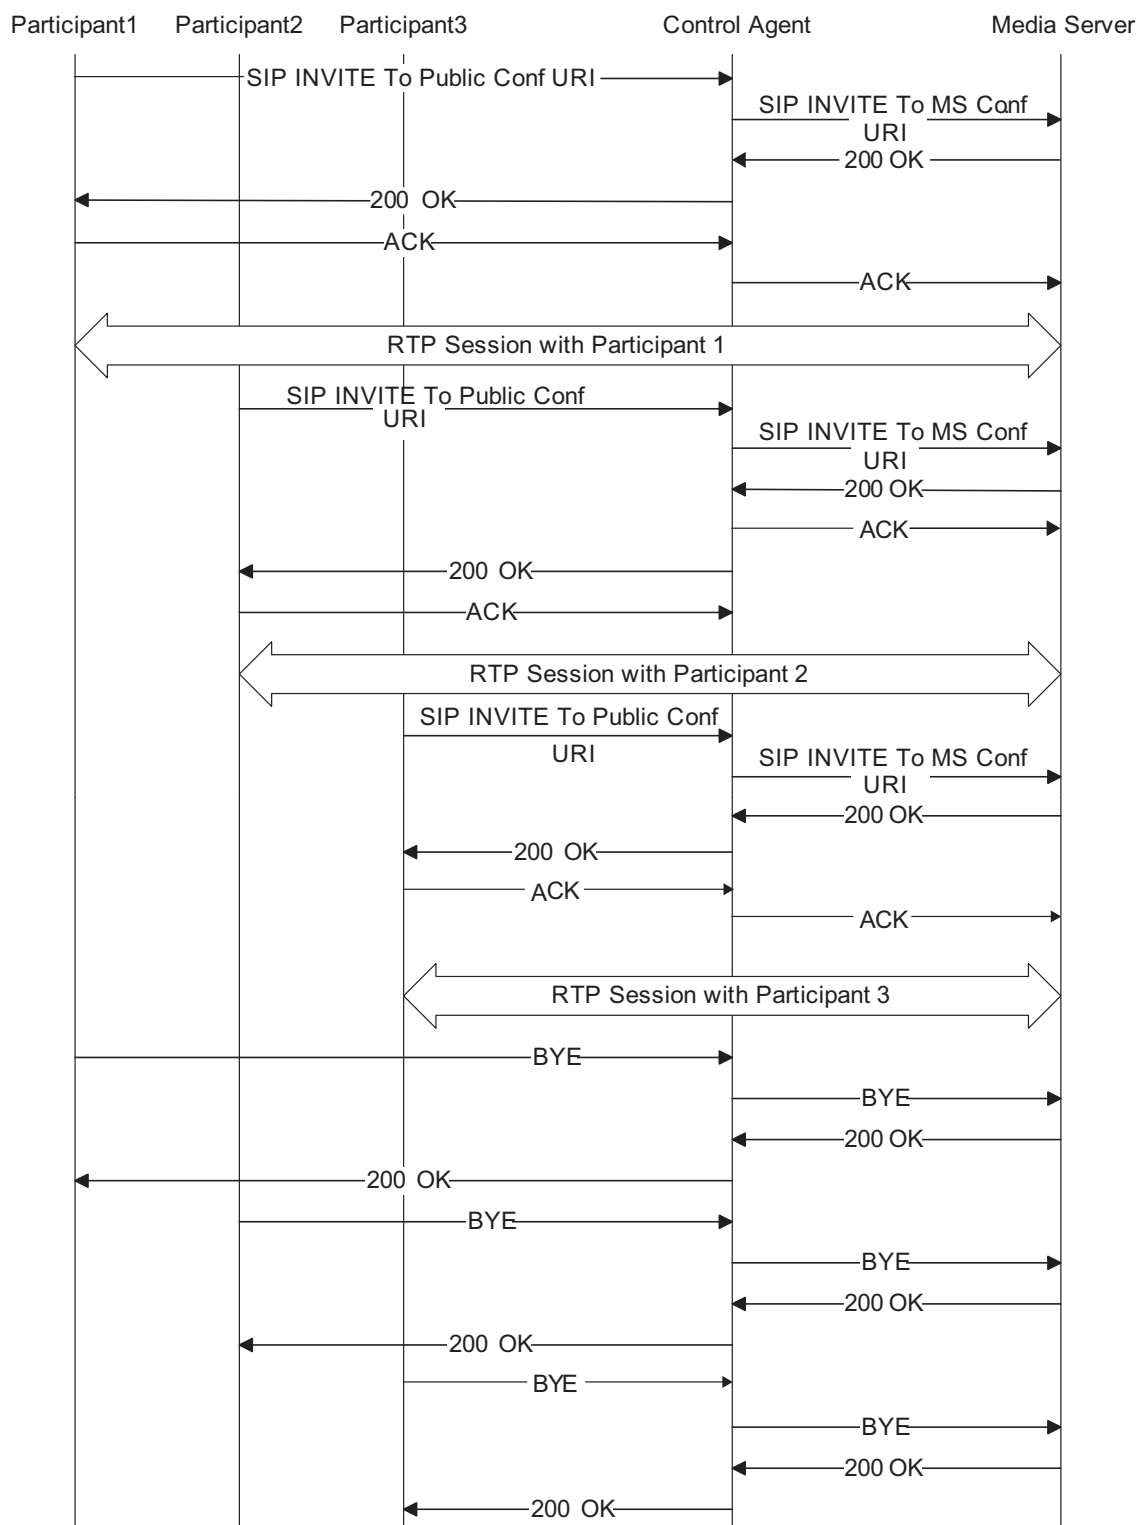 Participant1 Participant2 Participant3 Control Agent Media Server
SIP INVITE To Public Conf URI
SIP INVITE To MS Conf
URI
200 OK
200 OK
ACK
ACK
RTP Session with Participant 1
SIP INVITE To Public Conf
URI
SIP INVITE To MS Conf
URI
200 OK
ACK
200 OK
ACK
RTP Session with Participant 2
SIP INVITE To Public Conf
URI
SIP INVITE To MS Conf
URI
200 OK
200 OK
ACK
ACK
RTP Session with Participant 3
BYE
BYE
200 OK
200 OK
BYE
BYE
200 OK
200 OK
BYE
BYE
200 OK
200 OK